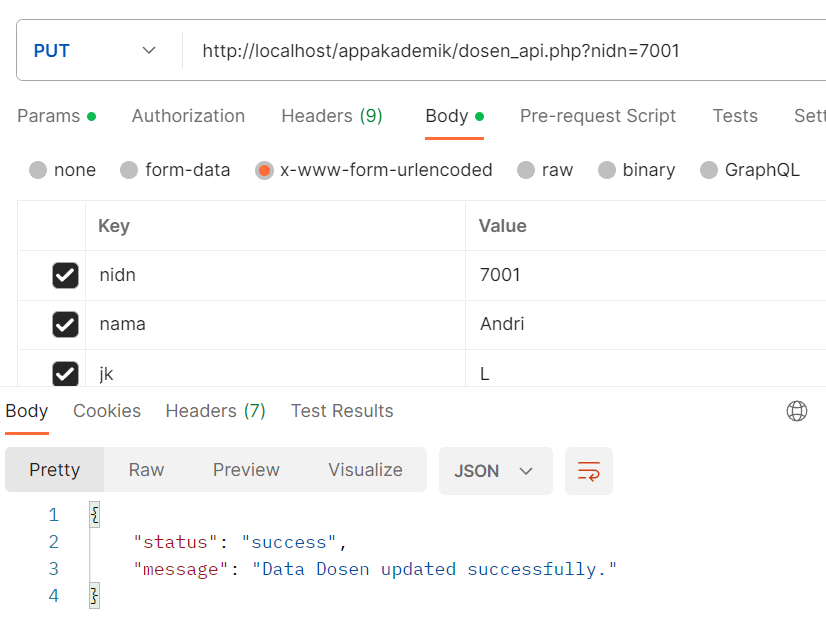 PUT http://localhost/appakademik/dosen_api.php?nidn=7001
Params Authorization Headers (9) Body Pre-request Script Tests Sett
none form-data x-www-form-urlencoded raw binary GraphQL
Key Value
nidn 7001
nama Andri
jk L
Body Cookies Headers (7) Test Results
Pretty Raw Preview Visualize JSON
1 {
2 "status": "success",
3 "message": "Data Dosen updated successfully."
4 }